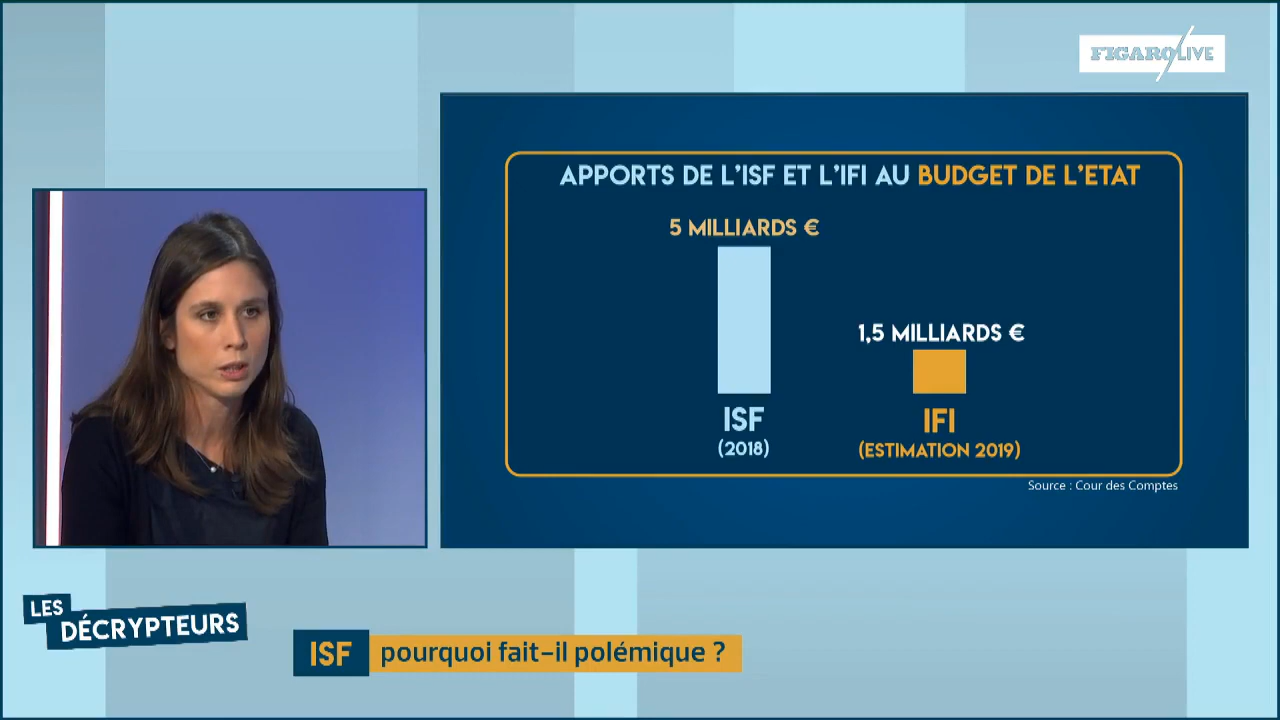 FIGARO LIVE
APPORTS DE L'ISF ET L'IFI AU BUDGET DE L'ETAT
5 MILLIARDS €
1,5 MILLIARDS €
ISF
(2018)
IFI
(ESTIMATION 2019)
Source : Cour des Comptes
LES
DÉCRYPTEURS
ISF pourquoi fait-il polémique ?